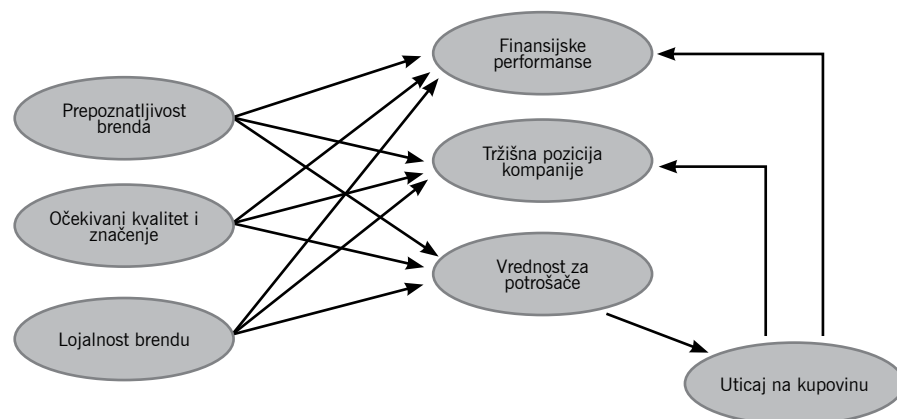 Prepoznatljivost
brenda
Očekivani kvalitet i
značenje
Lojalnost brendu
Finansijske
performanse
Tržišna pozicija
kompanije
Vrednost za
potrošače
Uticaj na kupovinu